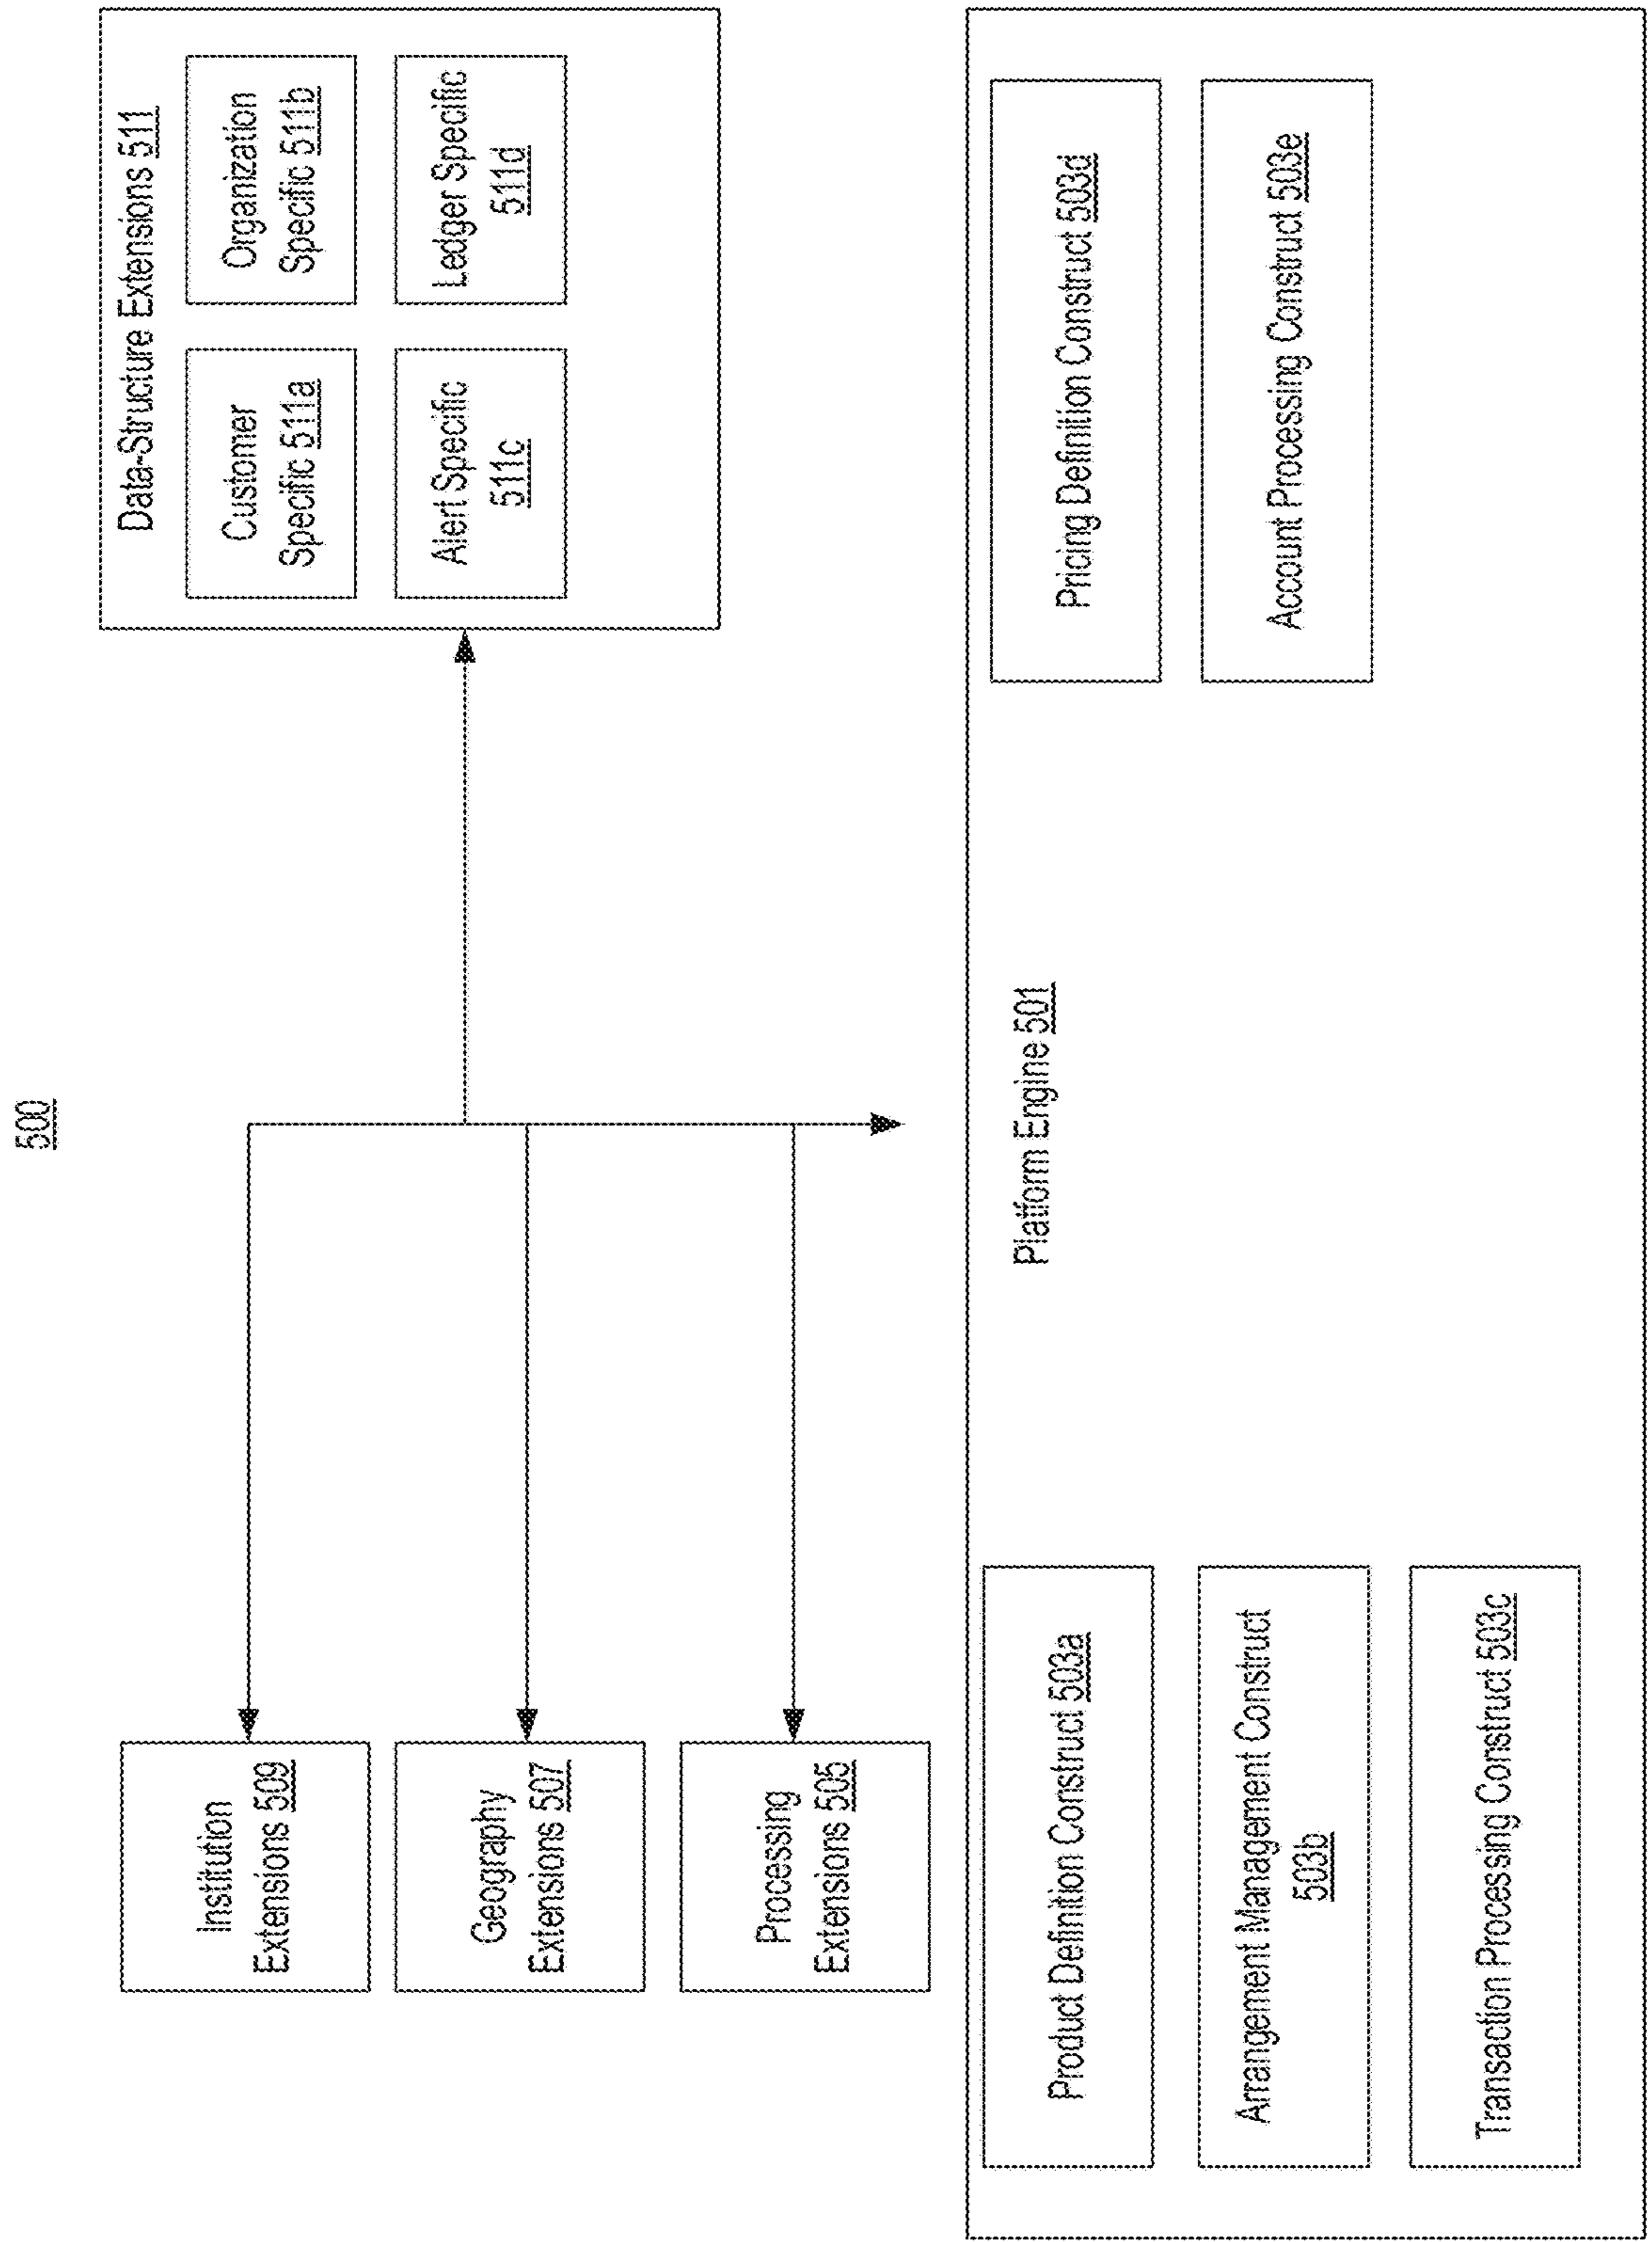 500
Institution
Extensions 509
Geography
Extensions 507
Processing
Extensions 505
Data-Structure Extensions 511
Customer
Specific 511a
Organization
Specific 511b
Alert Specific
511c
Ledger Specific
511d
Platform Engine 501
Product Definition Construct 503a
Arrangement Management Construct
503b
Transaction Processing Construct 503c
Pricing Definition Construct 503d
Account Processing Construct 503e